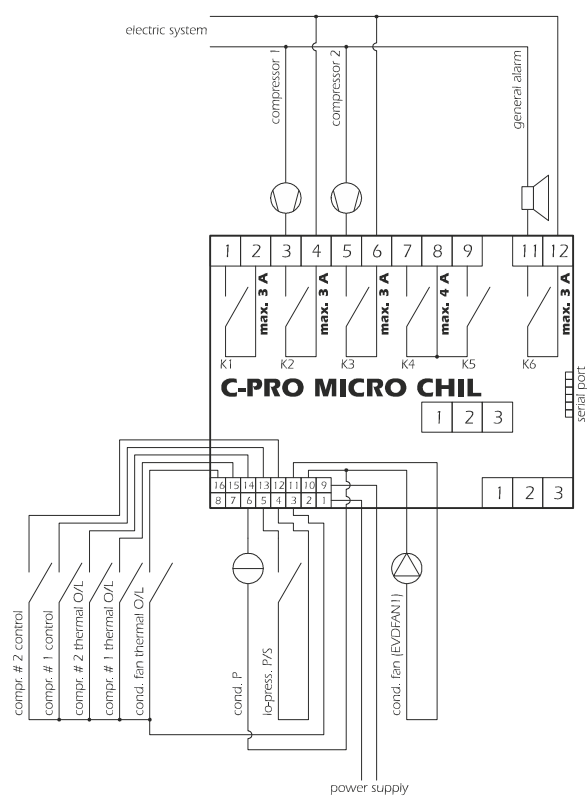 electric system
compressor 1
compressor 2
general alarm
1 2 3 4 5 6 7 8 9 11 12
max. 3 A
max. 3 A
max. 3 A
max. 4 A
max. 3 A
K1 K2 K3 K4 K5 K6
C-PRO MICRO CHIL
serial port
1 2 3
16 15 14 13 12 11 10 9
8 7 6 5 4 3 2 1
1 2 3
compr. # 2 control
compr. # 1 control
compr. # 2 thermal O/L
compr. # 1 thermal O/L
cond. fan thermal O/L
cond. P
lo-press. P/S
cond. fan (EVDFAN1)
power supply